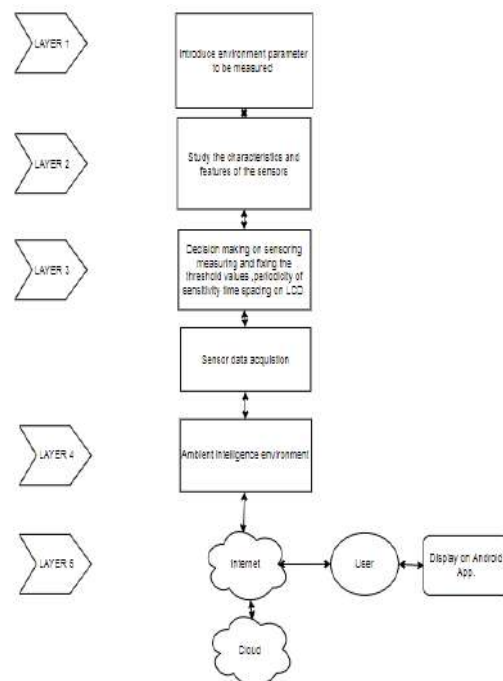 LAYER 1
Introduce environment parameter
to be measured
LAYER 2
Study the characteristics and
features of the sensors
LAYER 3
Decision making on sensoring
measuring and fixing the
threshold values ,periodicity of
sensitivity time spacing on LCD.
Sensor data acquistion
LAYER 4
Ambient intelligence environment
LAYER 5
Internet
User
Display on Android
App.
Cloud